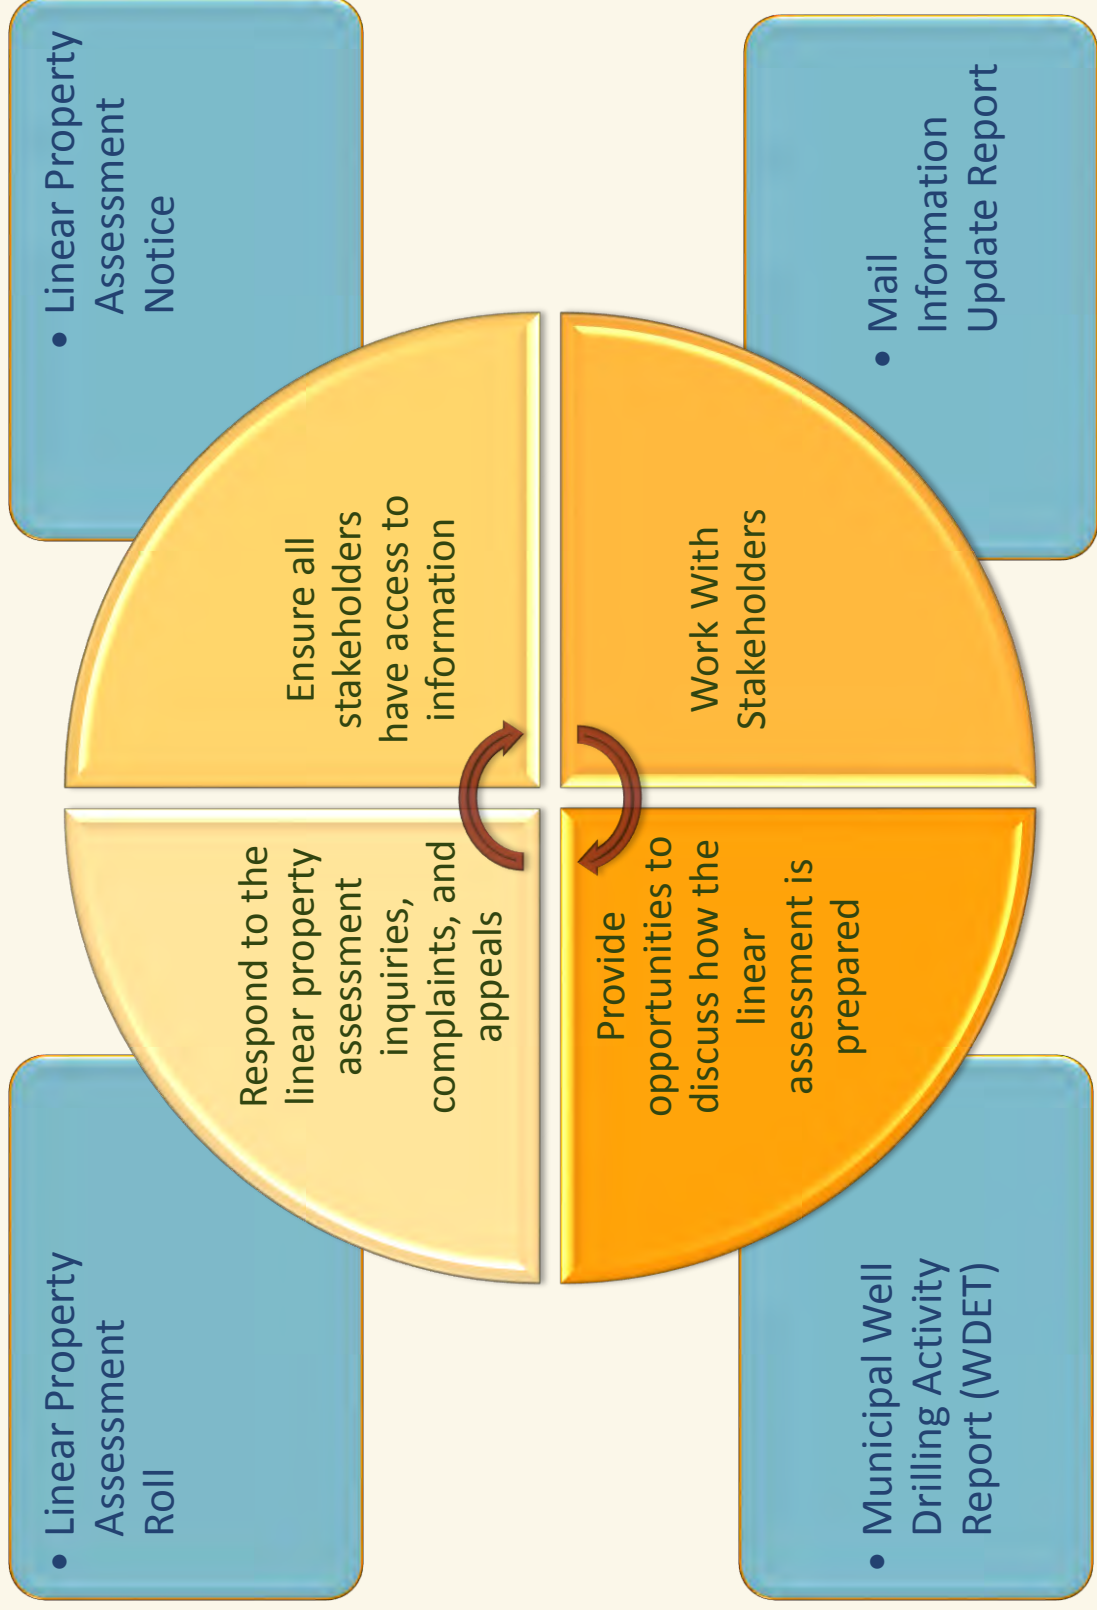 • Linear Property
Assessment
Roll
• Linear Property
Assessment
Notice
Respond to the
linear property
assessment
inquiries,
complaints, and
appeals
Ensure all
stakeholders
have access to
information
Provide
opportunities to
discuss how the
linear
assessment is
prepared
Work With
Stakeholders
• Municipal Well
Drilling Activity
Report (WDET)
• Mail
Information
Update Report